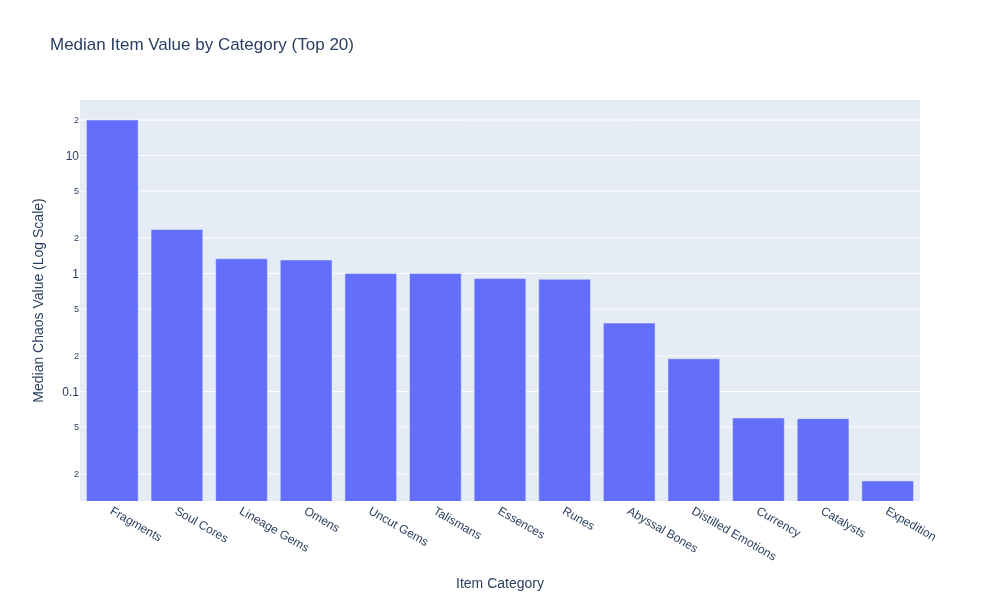 Median Item Value by Category (Top 20)
Median Chaos Value (Log Scale)
2
10
5
2
1
5
2
0.1
5
2
Fragments
Soul Cores
Lineage Gems
Omens
Uncut Gems
Talismans
Essences
Runes
Abyssal Bones
Distilled Emotions
Currency
Catalysts
Expedition
Item Category